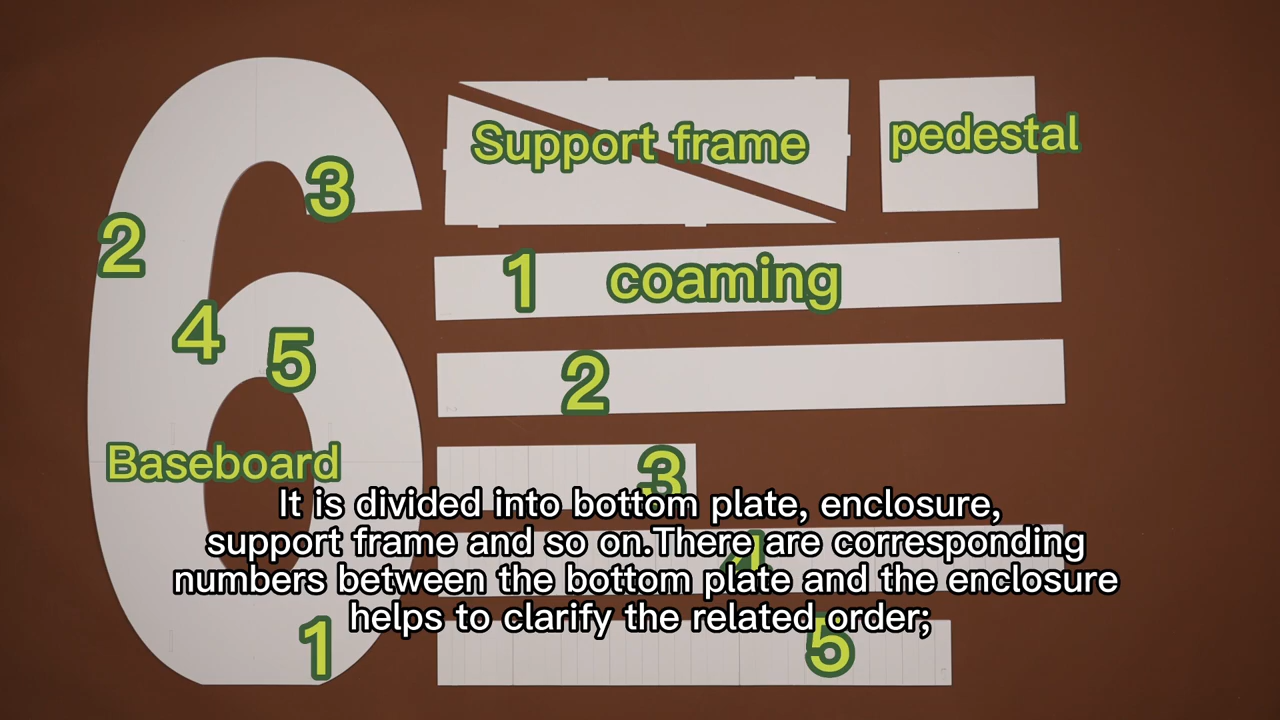 Support frame
pedestal
3
2
1 coaming
4
5
2
Baseboard
3
It is divided into bottom plate, enclosure,
support frame and so on.There are corresponding
4
numbers between the bottom plate and the enclosure
helps to clarify the related order;
1
5